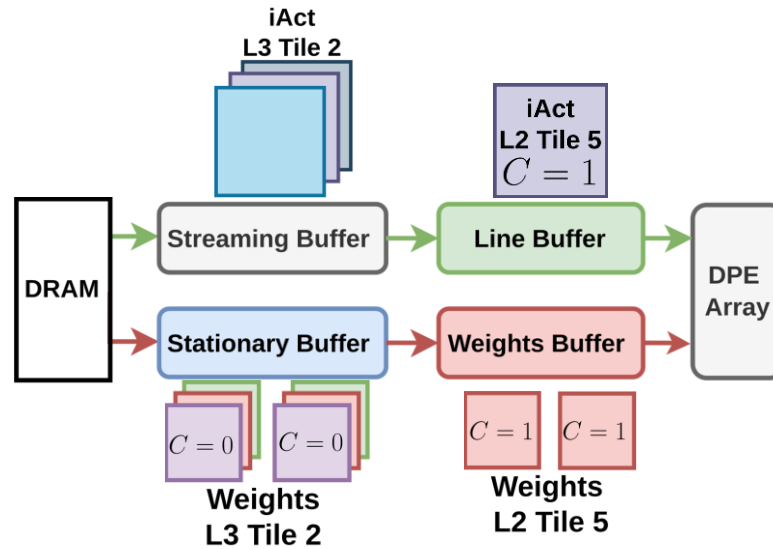 iAct
L3 Tile 2
iAct
L2 Tile 5
C = 1
Streaming Buffer
Line Buffer
DRAM
DPE
Array
Stationary Buffer
Weights Buffer
C = 0
C = 0
C = 1
C = 1
Weights
L3 Tile 2
Weights
L2 Tile 5